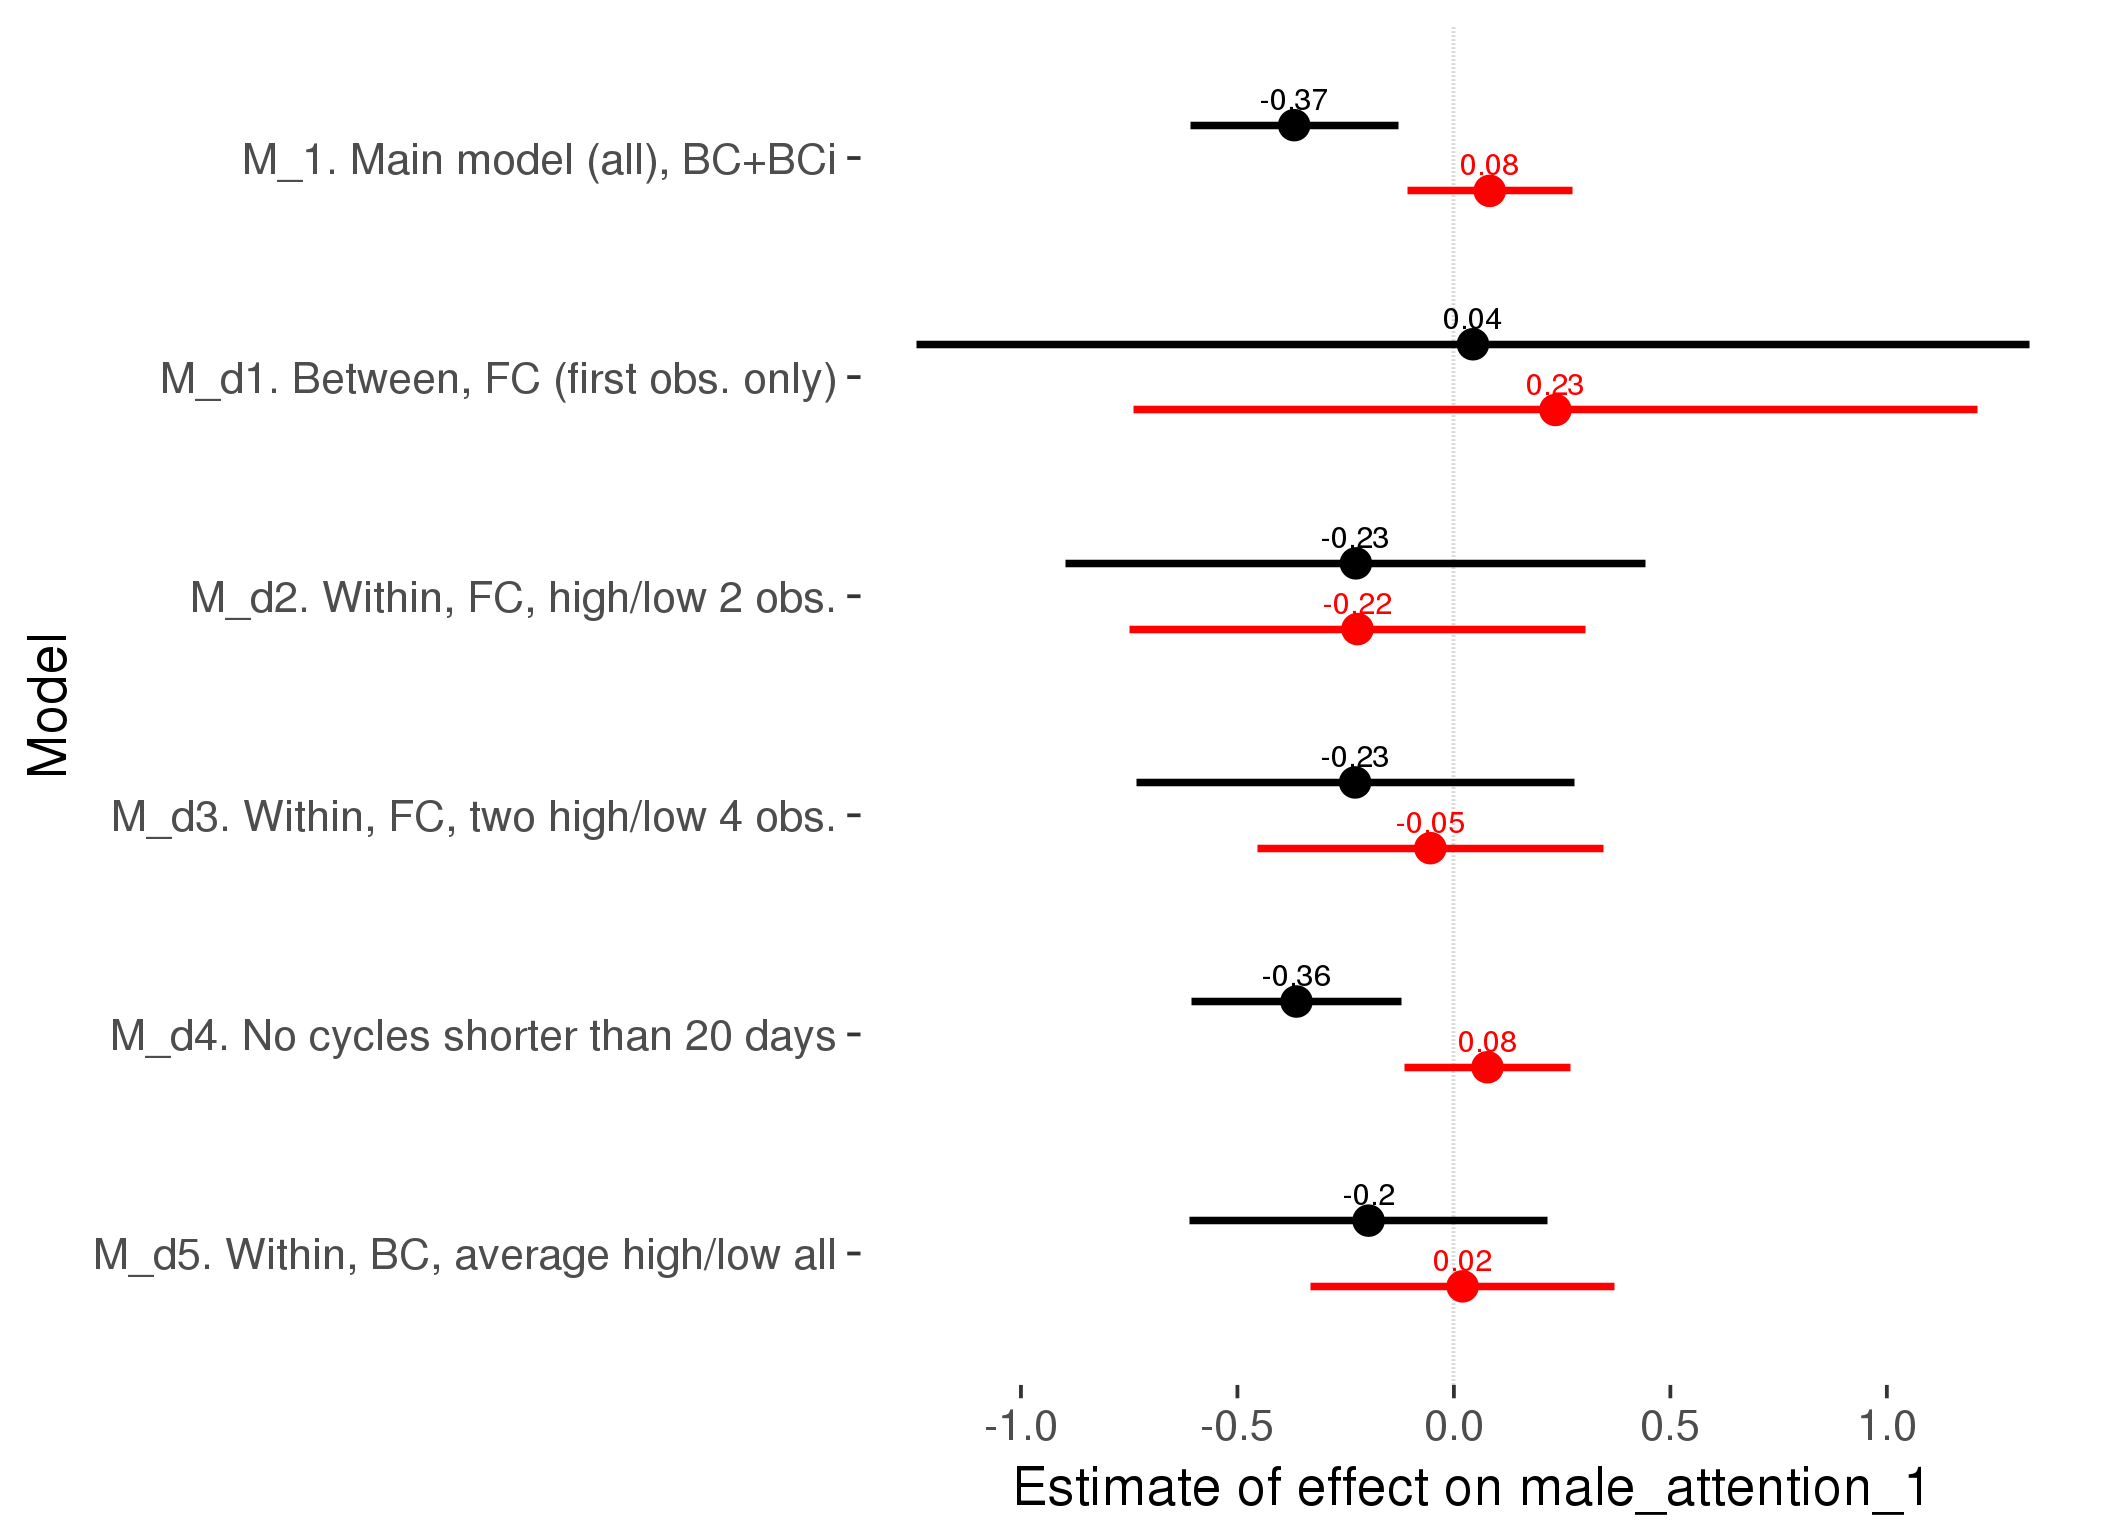 -0.37
M_1. Main model (all), BC+BCi
0.08
0.04
M_d1. Between, FC (first obs. only)
0.23
-0.23
M_d2. Within, FC, high/low 2 obs.
-0.22
Model
-0.23
M_d3. Within, FC, two high/low 4 obs.
-0.05
-0.36
M_d4. No cycles shorter than 20 days
0.08
-0.2
M_d5. Within, BC, average high/low all
0.02
-1.0 -0.5 0.0 0.5 1.0
Estimate of effect on male_attention_1